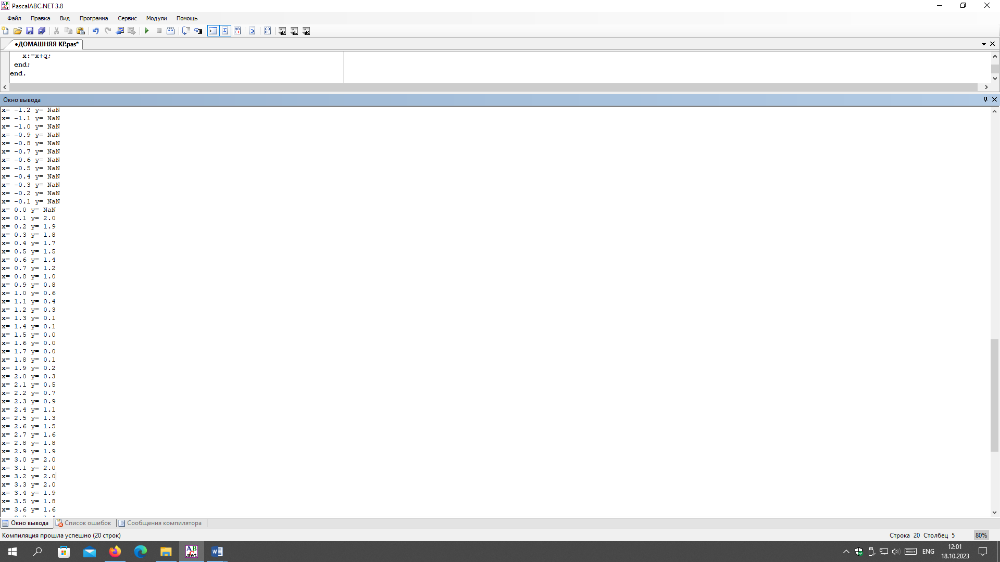 PascalABC.NET 3.8
Файл Правка Вид Программа Сервис Модули Помощь
•ДОМАШНЯЯ КР.pas*
x:=x+q;
end;
end.
Окно вывода
x= -1.2 y= NaN
x= -1.1 y= NaN
x= -1.0 y= NaN
x= -0.9 y= NaN
x= -0.8 y= NaN
x= -0.7 y= NaN
x= -0.6 y= NaN
x= -0.5 y= NaN
x= -0.4 y= NaN
x= -0.3 y= NaN
x= -0.2 y= NaN
x= -0.1 y= NaN
x= 0.0 y= NaN
x= 0.1 y= 2.0
x= 0.2 y= 1.9
x= 0.3 y= 1.8
x= 0.4 y= 1.7
x= 0.5 y= 1.5
x= 0.6 y= 1.4
x= 0.7 y= 1.2
x= 0.8 y= 1.0
x= 0.9 y= 0.8
x= 1.0 y= 0.6
x= 1.1 y= 0.4
x= 1.2 y= 0.3
x= 1.3 y= 0.1
x= 1.4 y= 0.1
x= 1.5 y= 0.0
x= 1.6 y= 0.0
x= 1.7 y= 0.0
x= 1.8 y= 0.1
x= 1.9 y= 0.2
x= 2.0 y= 0.3
x= 2.1 y= 0.5
x= 2.2 y= 0.7
x= 2.3 y= 0.9
x= 2.4 y= 1.1
x= 2.5 y= 1.3
x= 2.6 y= 1.5
x= 2.7 y= 1.6
x= 2.8 y= 1.8
x= 2.9 y= 1.9
x= 3.0 y= 2.0
x= 3.1 y= 2.0
x= 3.2 y= 2.0
x= 3.3 y= 2.0
x= 3.4 y= 1.9
x= 3.5 y= 1.8
x= 3.6 y= 1.6
Окно вывода Список ошибок Сообщения компилятора
Компиляция прошла успешно (20 строк) Строка 20 Столбец 5 80%
ENG 12:01
18.10.2023